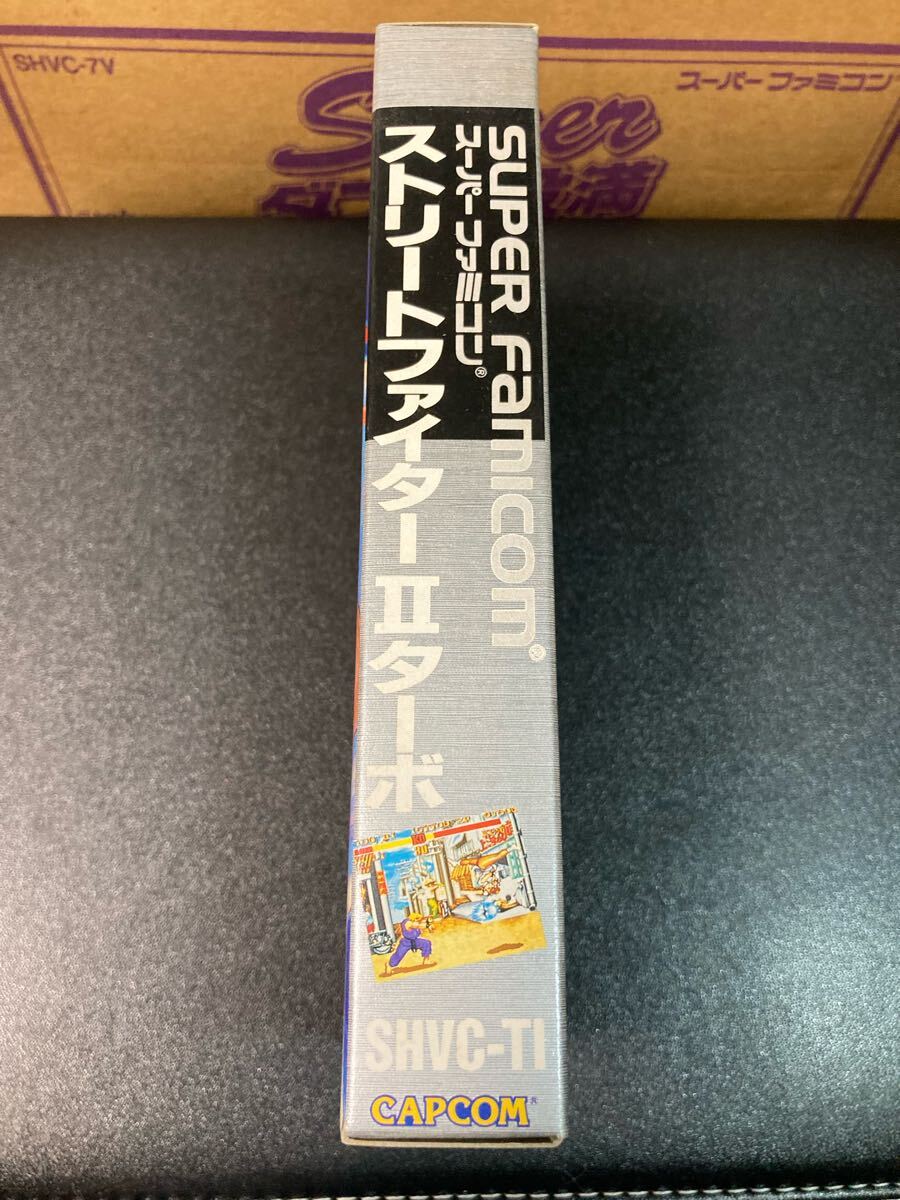 SHVC-7V
スーパーファミコン
Super
SUPER Famicom®
スーパーファミコン®
ストリートファイターIIターボ
SHVC-TI
CAPCOM®